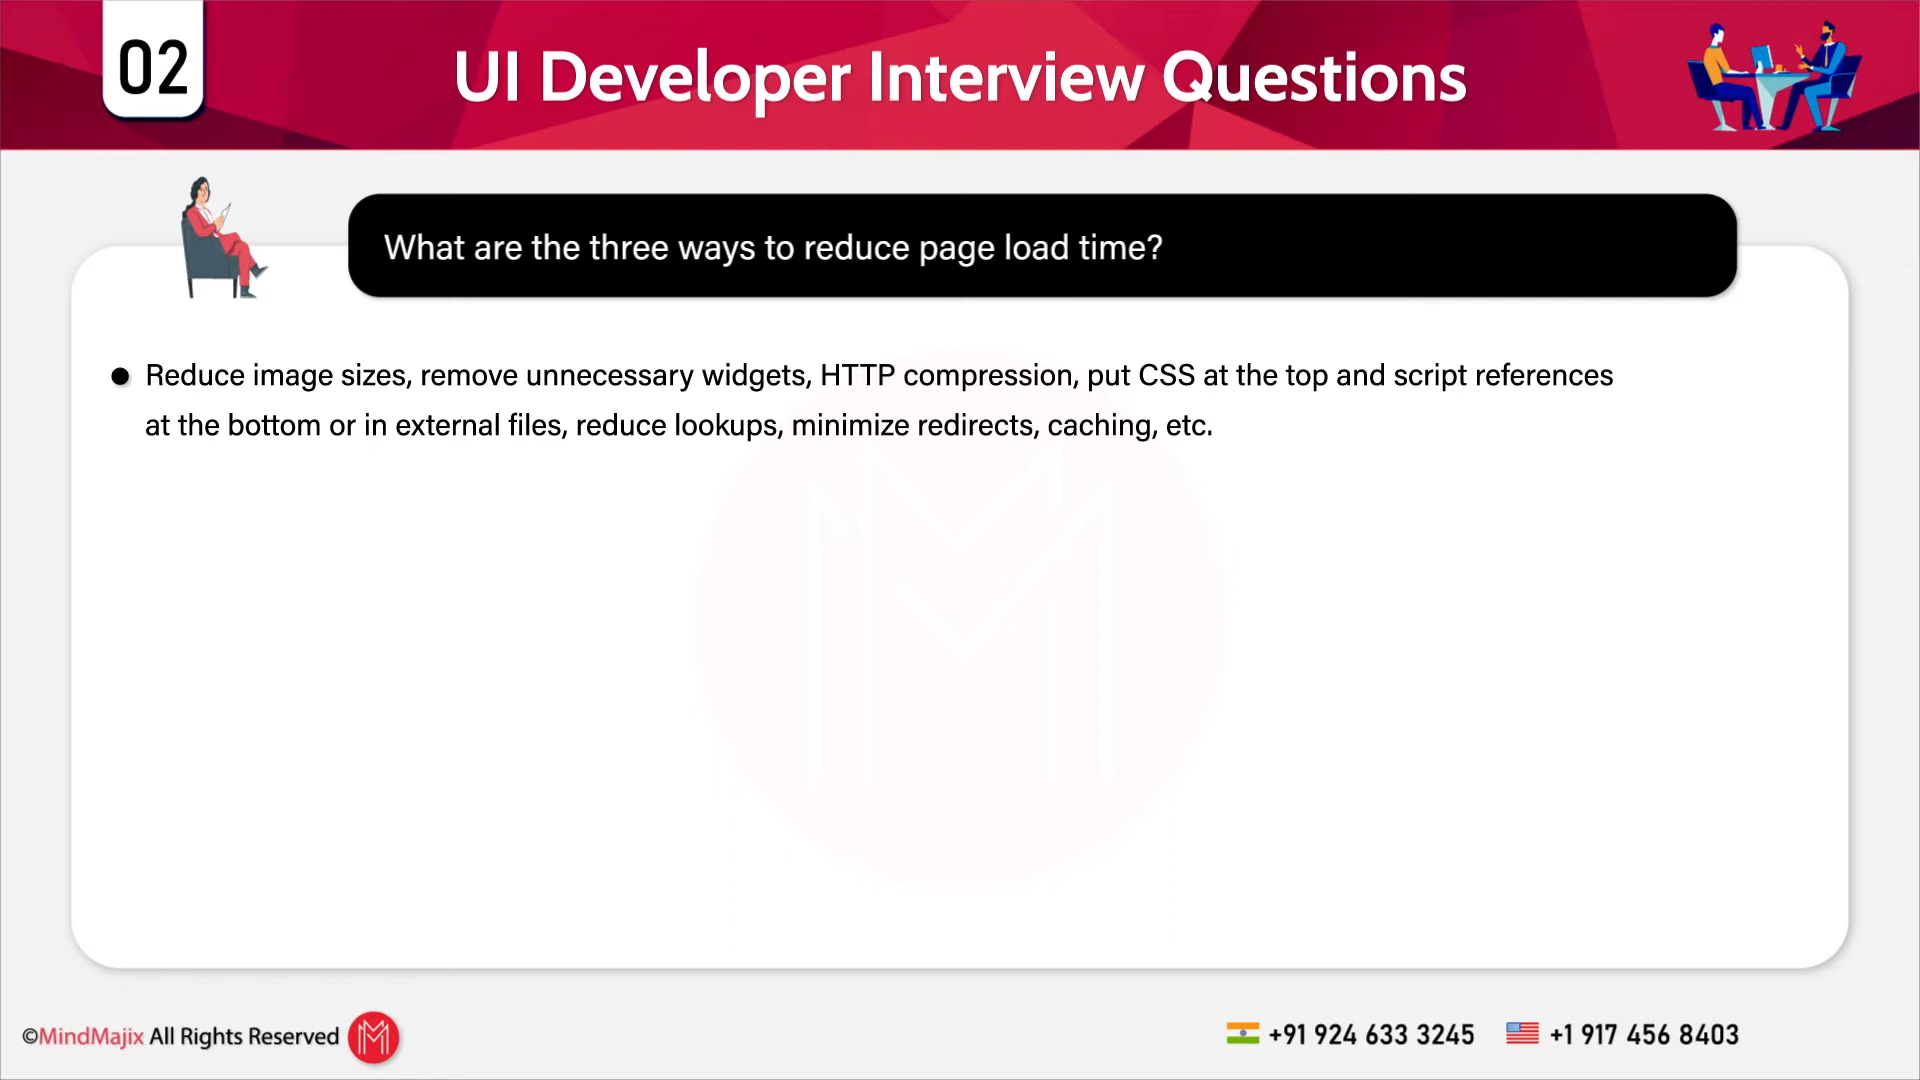 02
UI Developer Interview Questions
What are the three ways to reduce page load time?
● Reduce image sizes, remove unnecessary widgets, HTTP compression, put CSS at the top and script references
at the bottom or in external files, reduce lookups, minimize redirects, caching, etc.
©MindMajix All Rights Reserved
+91 924 633 3245
+1 917 456 8403